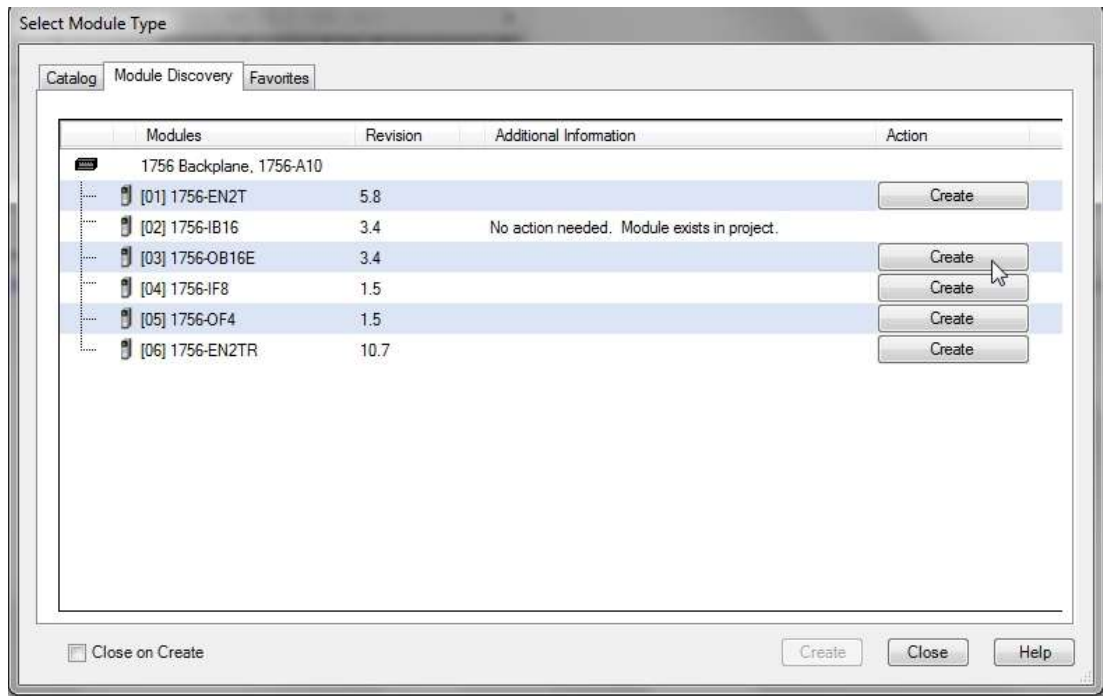 Select Module Type
Catalog Module Discovery Favorites
Modules Revision Additional Information Action
1756 Backplane, 1756-A10
[01] 1756-EN2T 5.8 Create
[02] 1756-IB16 3.4 No action needed. Module exists in project.
[03] 1756-OB16E 3.4 Create
[04] 1756-IF8 1.5 Create
[05] 1756-OF4 1.5 Create
[06] 1756-EN2TR 10.7 Create
Close on Create Create Close Help